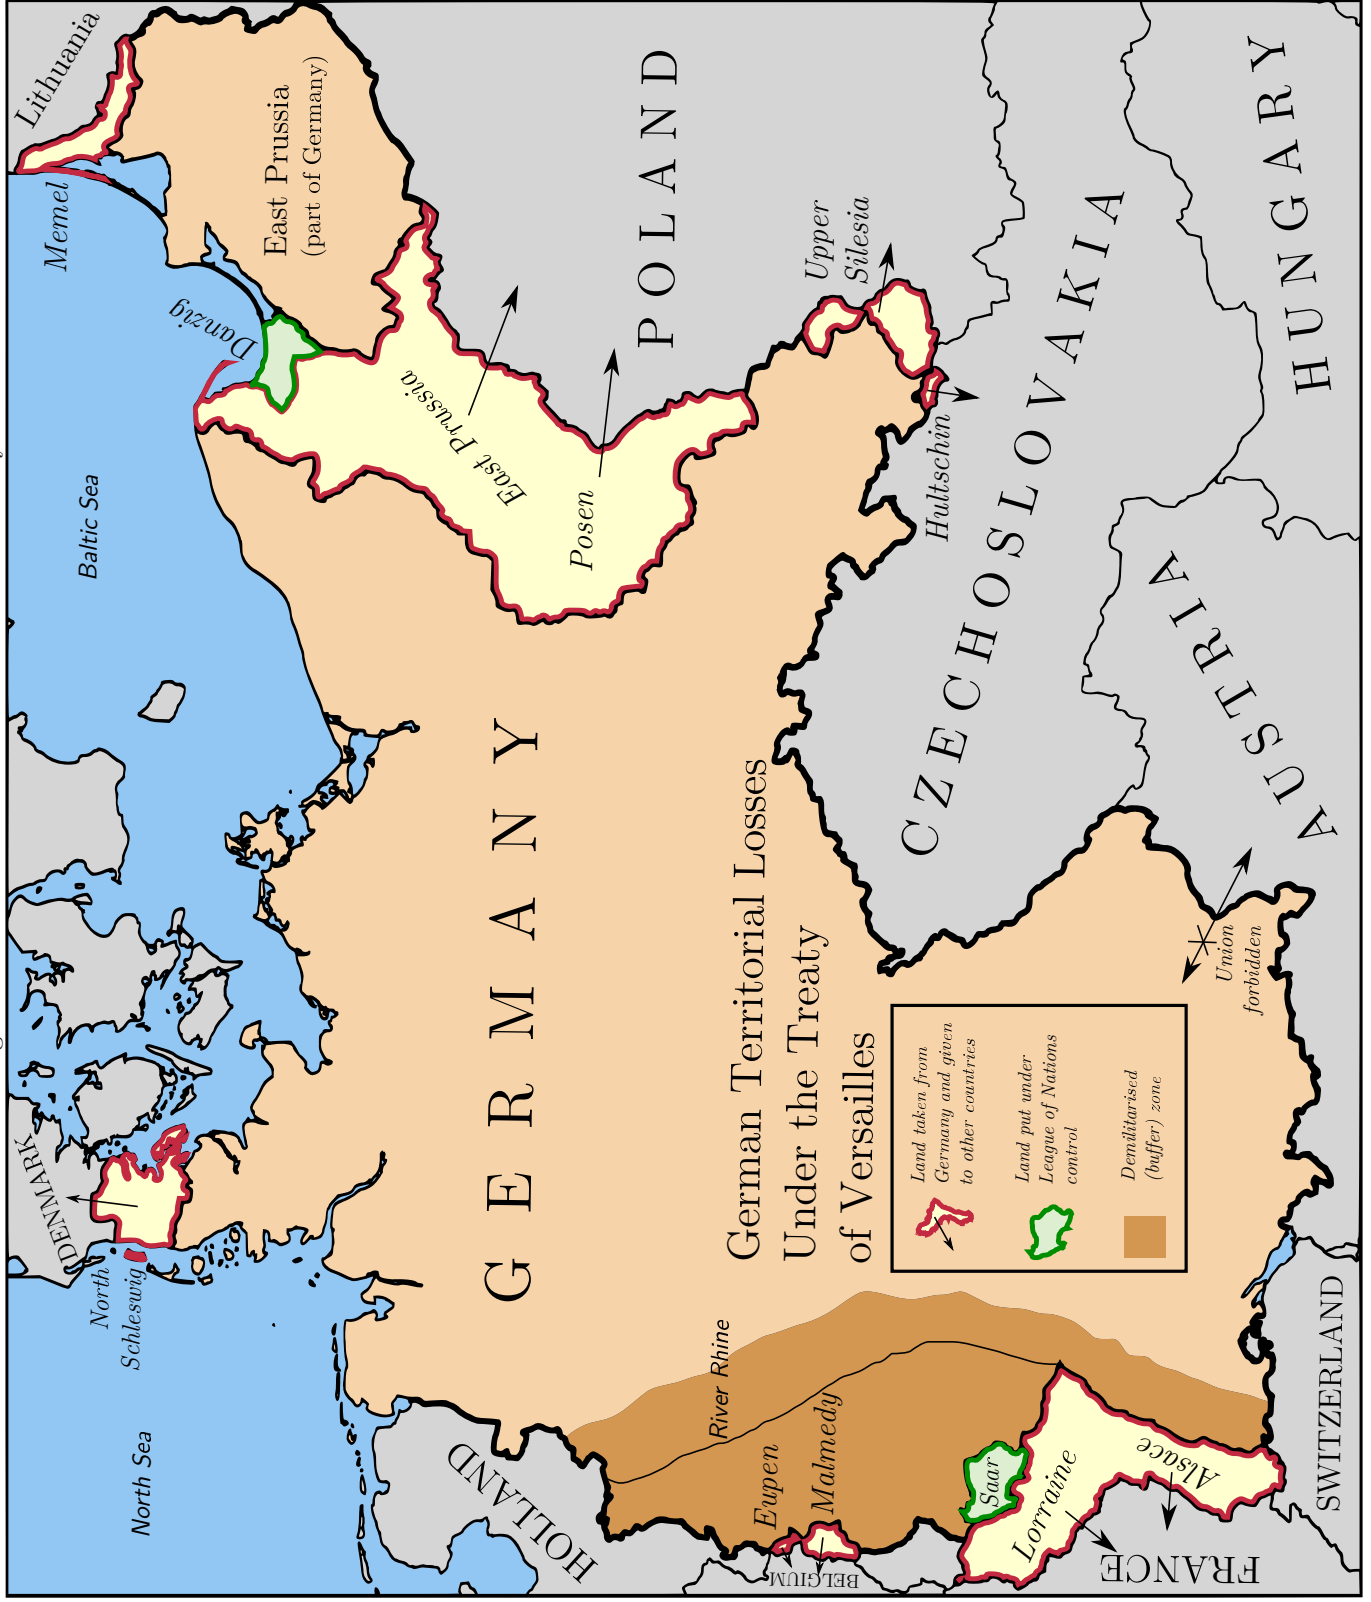 Lithuania
Memel
East Prussia
(part of Germany)
Danzig
Baltic Sea
DENMARK
North
Schleswig
North Sea
POLAND
East Prussia
Posen
Upper
Silesia
Hultschin
GERMANY
CZECHOSLOVAKIA
HUNGARY
AUSTRIA
Union
forbidden
German Territorial Losses
Under the Treaty
of Versailles
Land taken from
Germany and given
to other countries
Land put under
League of Nations
control
Demilitarised
(buffer) zone
River Rhine
HOLLAND
Eupen
Malmedy
BELGIUM
Saar
Lorraine
Alsace
FRANCE
SWITZERLAND